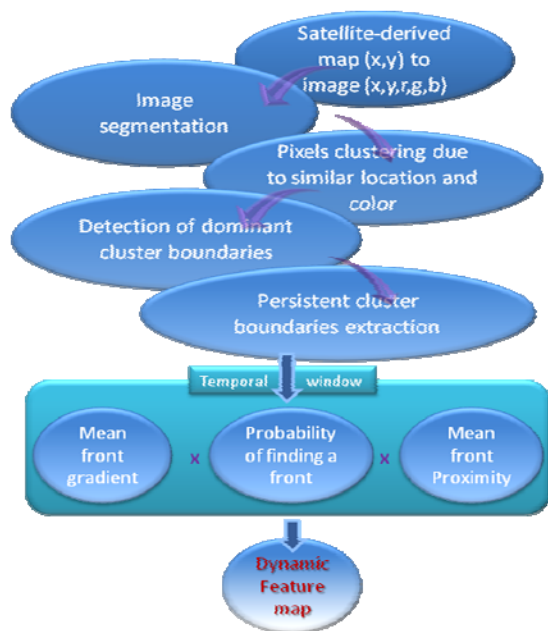 Satellite-derived
map (x,y) to
image (x,y,r,g,b)
Image
segmentation
Pixels clustering due
to similar location and
color
Detection of dominant
cluster boundaries
Persistent cluster
boundaries extraction
Temporal window
Mean
front
gradient
x
Probability
of finding a
front
x
Mean
front
Proximity
Dynamic
Feature
map